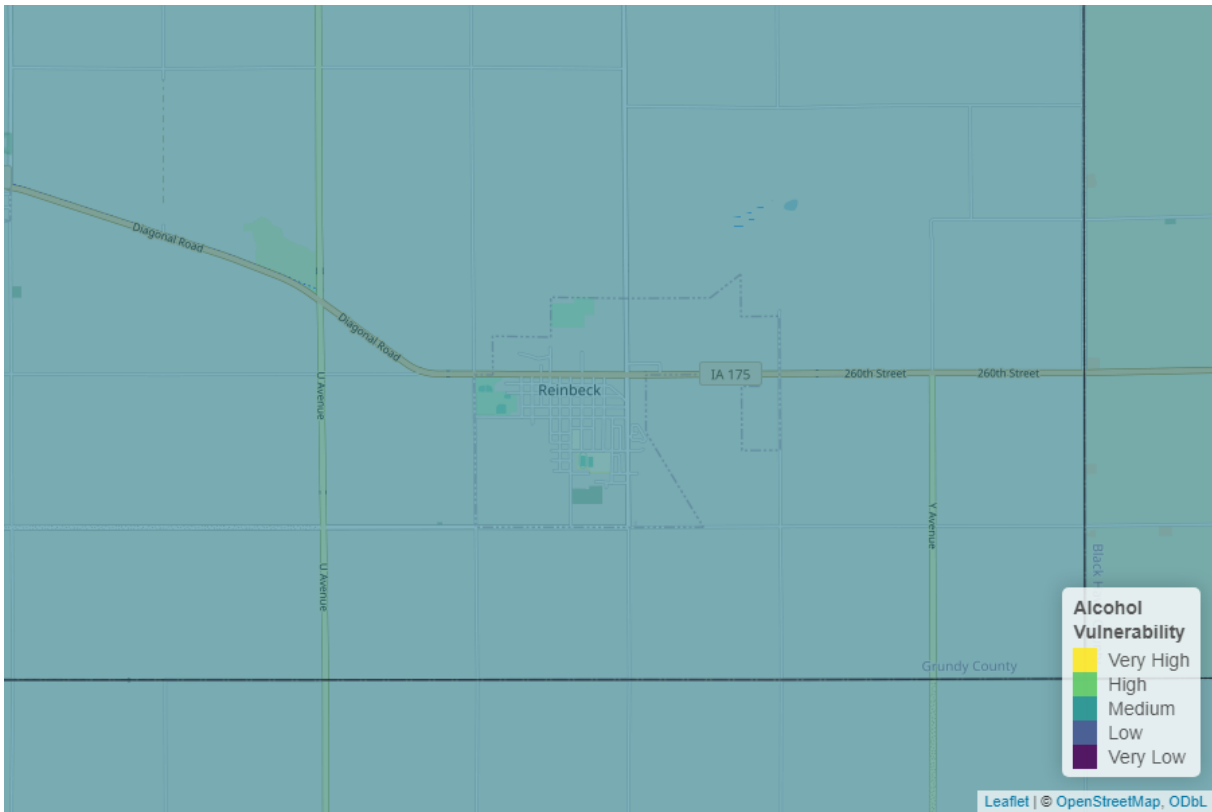 Diagonal Road
Diagonal Road
U Avenue
Reinbeck
IA 175
260th Street
260th Street
Y Avenue
U Avenue
Black H
Grundy County
Alcohol
Vulnerability
Very High
High
Medium
Low
Very Low
Leaflet | © OpenStreetMap, ODbL